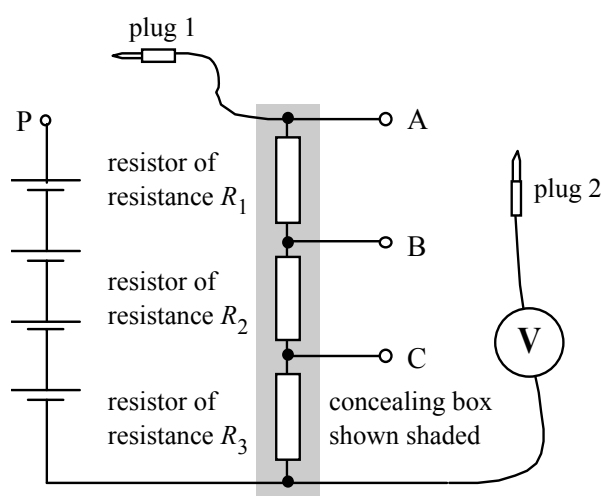 plug 1
P
A
resistor of
resistance R1
plug 2
B
resistor of
resistance R2
V
C
resistor of
resistance R3
concealing box
shown shaded